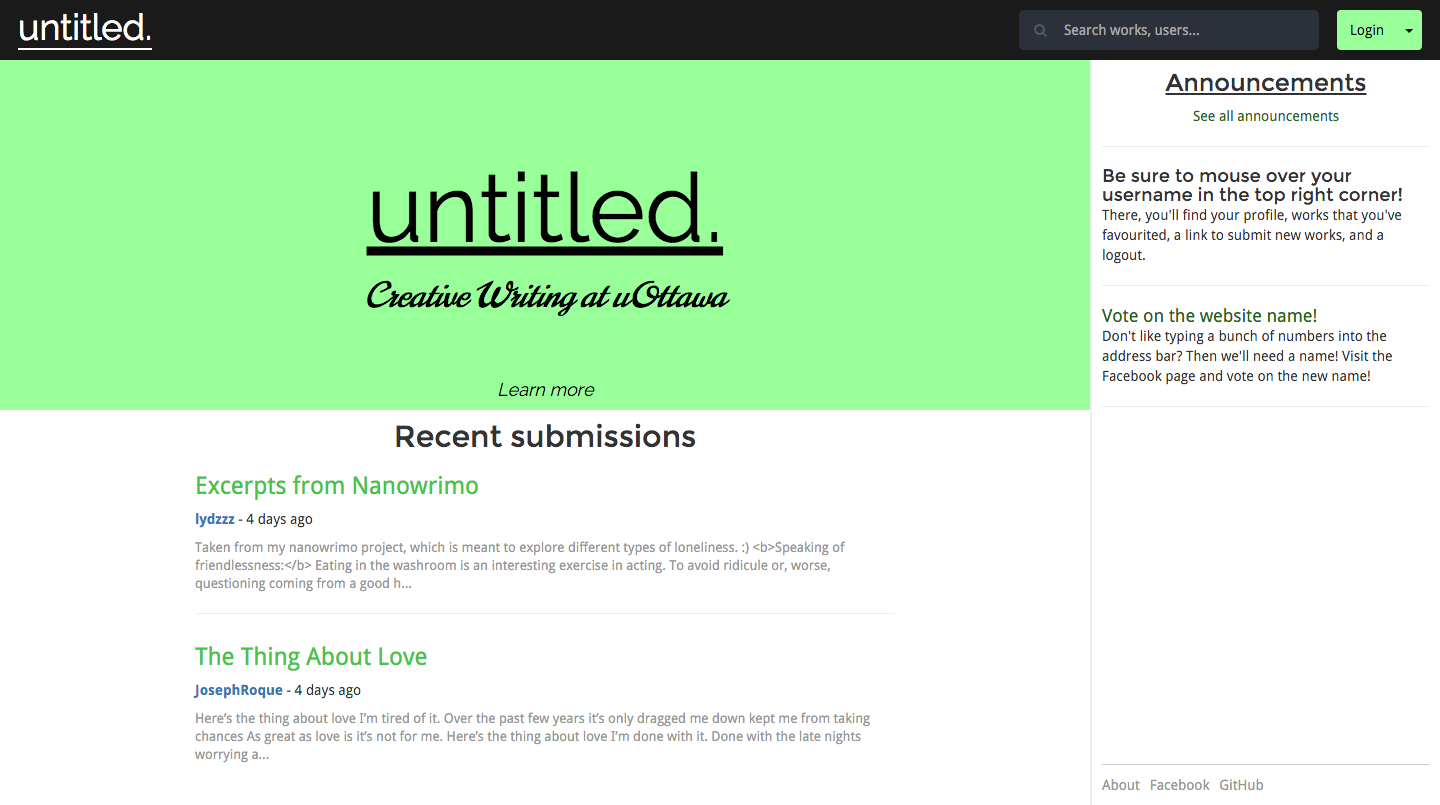 untitled.
Search works, users...
Login
untitled.
Creative Writing at uOttawa
Learn more
Recent submissions
Excerpts from Nanowrimo
lydzzz - 4 days ago
Taken from my nanowrimo project, which is meant to explore different types of loneliness. :) <b>Speaking of
friendlessness:</b> Eating in the washroom is an interesting exercise in acting. To avoid ridicule or, worse,
questioning coming from a good h...
The Thing About Love
JosephRoque - 4 days ago
Here’s the thing about love I’m tired of it. Over the past few years it’s only dragged me down kept me from taking
chances As great as love is it’s not for me. Here’s the thing about love I’m done with it. Done with the late nights
worrying a...
Announcements
See all announcements
Be sure to mouse over your
username in the top right corner!
There, you'll find your profile, works that you've
favourited, a link to submit new works, and a
logout.
Vote on the website name!
Don't like typing a bunch of numbers into the
address bar? Then we'll need a name! Visit the
Facebook page and vote on the new name!
About Facebook GitHub